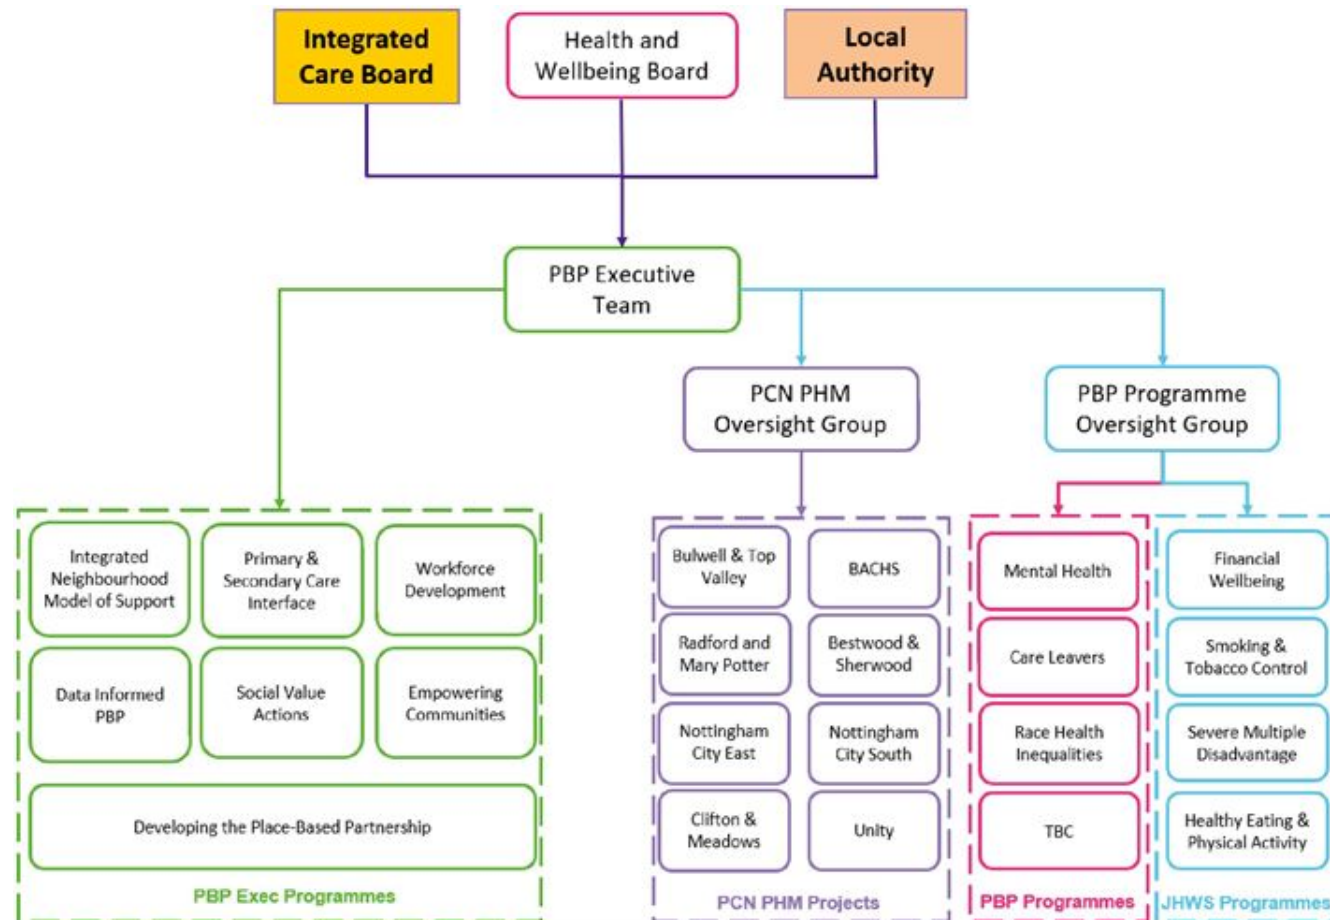 Integrated
Care Board
Health and
Wellbeing Board
Local
Authority
PBP Executive
Team
PCN PHM
Oversight Group
PBP Programme
Oversight Group
Integrated
Neighbourhood
Model of Support
Primary &
Secondary Care
Interface
Workforce
Development
Data Informed
PBP
Social Value
Actions
Empowering
Communities
Developing the Place-Based Partnership
PBP Exec Programmes
Bulwell & Top
Valley
BACHS
Radford and
Mary Potter
Bestwood &
Sherwood
Nottingham
City East
Nottingham
City South
Clifton &
Meadows
Unity
PCN PHM Projects
Mental Health
Care Leavers
Race Health
Inequalities
TBC
PBP Programmes
Financial
Wellbeing
Smoking &
Tobacco Control
Severe Multiple
Disadvantage
Healthy Eating &
Physical Activity
JHWS Programmes